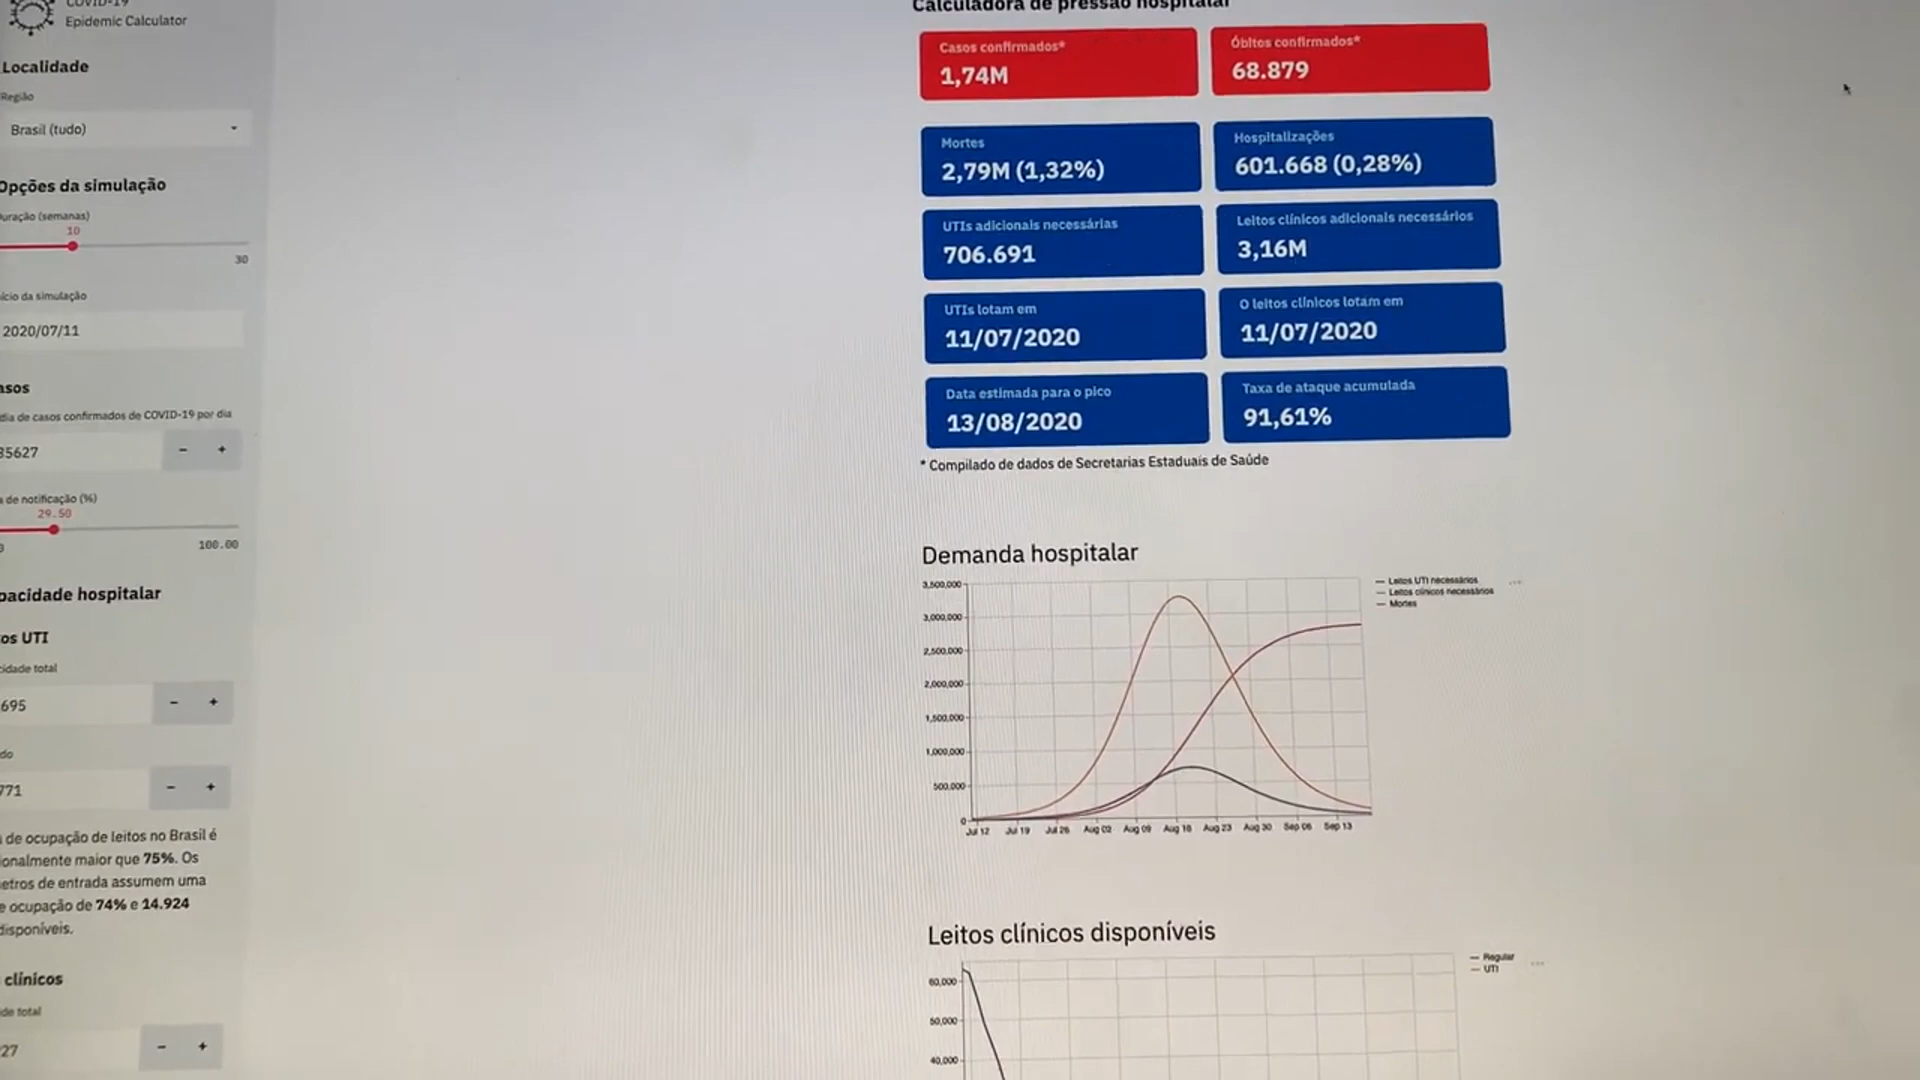 COVID-19
Epidemic Calculator
Localidade
Região
Brasil (tudo)
Opções da simulação
uração (semanas)
10
30
ício da simulação
2020/07/11
asos
dia de casos confirmados de COVID-19 por dia
35627
- +
a de notificação (%)
29.50
100.00
pacidade hospitalar
os UTI
cidade total
695
- +
do
771
- +
de ocupação de leitos no Brasil é
ionalmente maior que 75%. Os
etros de entrada assumem uma
e ocupação de 74% e 14.924
disponíveis.
clínicos
de total
27
- +
Calculadora de pressão hospitalar
Casos confirmados*
1,74M
Óbitos confirmados*
68.879
Mortes
2,79M (1,32%)
Hospitalizações
601.668 (0,28%)
UTIs adicionais necessárias
706.691
Leitos clínicos adicionais necessários
3,16M
UTIs lotam em
11/07/2020
O leitos clínicos lotam em
11/07/2020
Data estimada para o pico
13/08/2020
Taxa de ataque acumulada
91,61%
* Compilado de dados de Secretarias Estaduais de Saúde
Demanda hospitalar
3,500,000
3,000,000
2,500,000
2,000,000
1,500,000
1,000,000
500,000
0
Jul 12 Jul 19 Jul 26 Aug 02 Aug 09 Aug 16 Aug 23 Aug 30 Sep 06 Sep 13
Leitos UTI necessários
Leitos clínicos necessários
Mortes
Leitos clínicos disponíveis
60,000
50,000
40,000
Regular
UTI